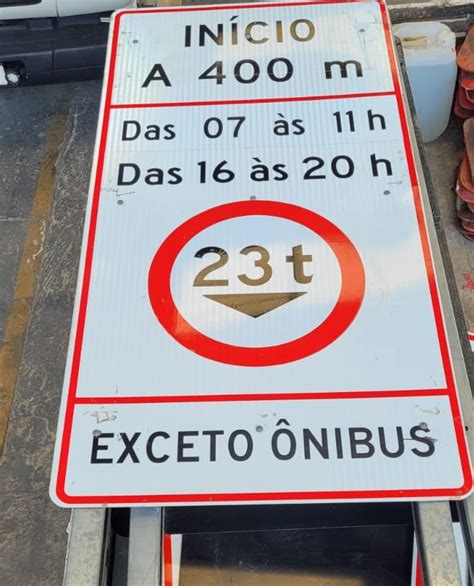 INÍCIO
A 400 m
Das 07 às 11 h
Das 16 às 20 h
23 t
EXCETO ÔNIBUS